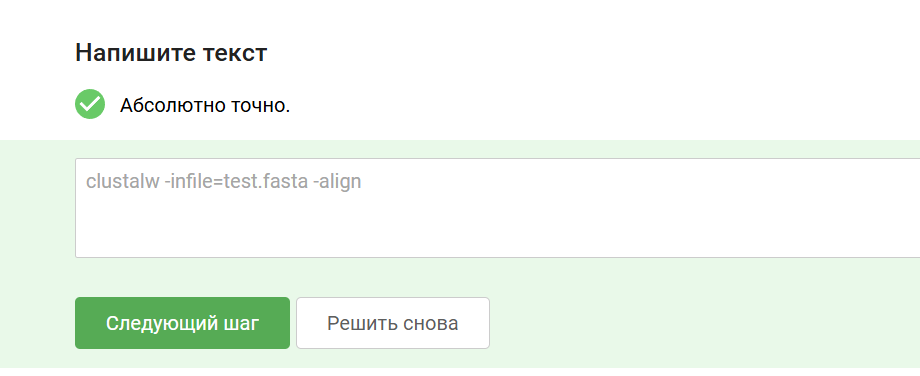 Напишите текст
Абсолютно точно.
clustalw -infile=test.fasta -align
Следующий шаг
Решить снова